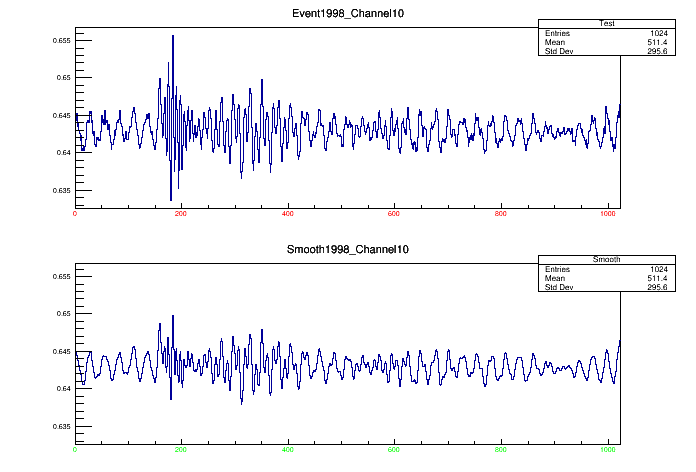 Event1998_Channel10
Test
Entries 1024
Mean 511.4
Std Dev 295.6
0.655
0.65
0.645
0.64
0.635
0 200 400 600 800 1000
Smooth1998_Channel10
Smooth
Entries 1024
Mean 511.4
Std Dev 295.6
0.655
0.65
0.645
0.64
0.635
0 200 400 600 800 1000